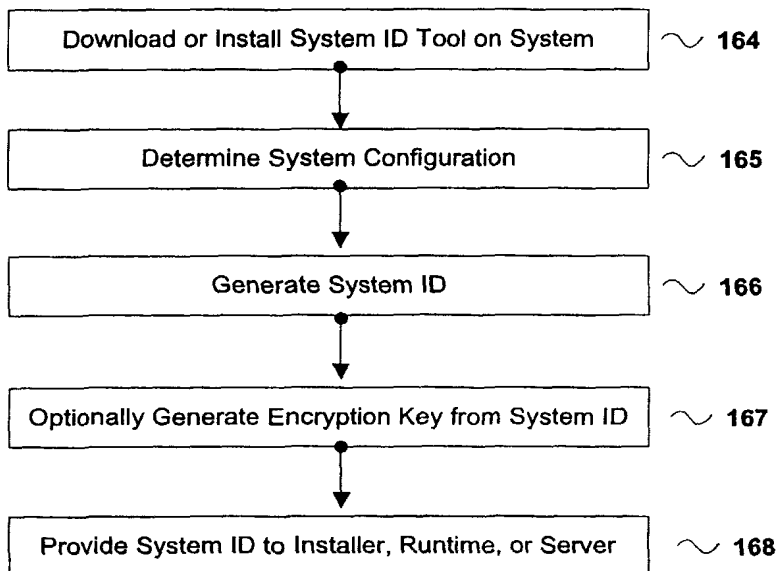 Download or Install System ID Tool on System 164
Determine System Configuration 165
Generate System ID 166
Optionally Generate Encryption Key from System ID 167
Provide System ID to Installer, Runtime, or Server 168